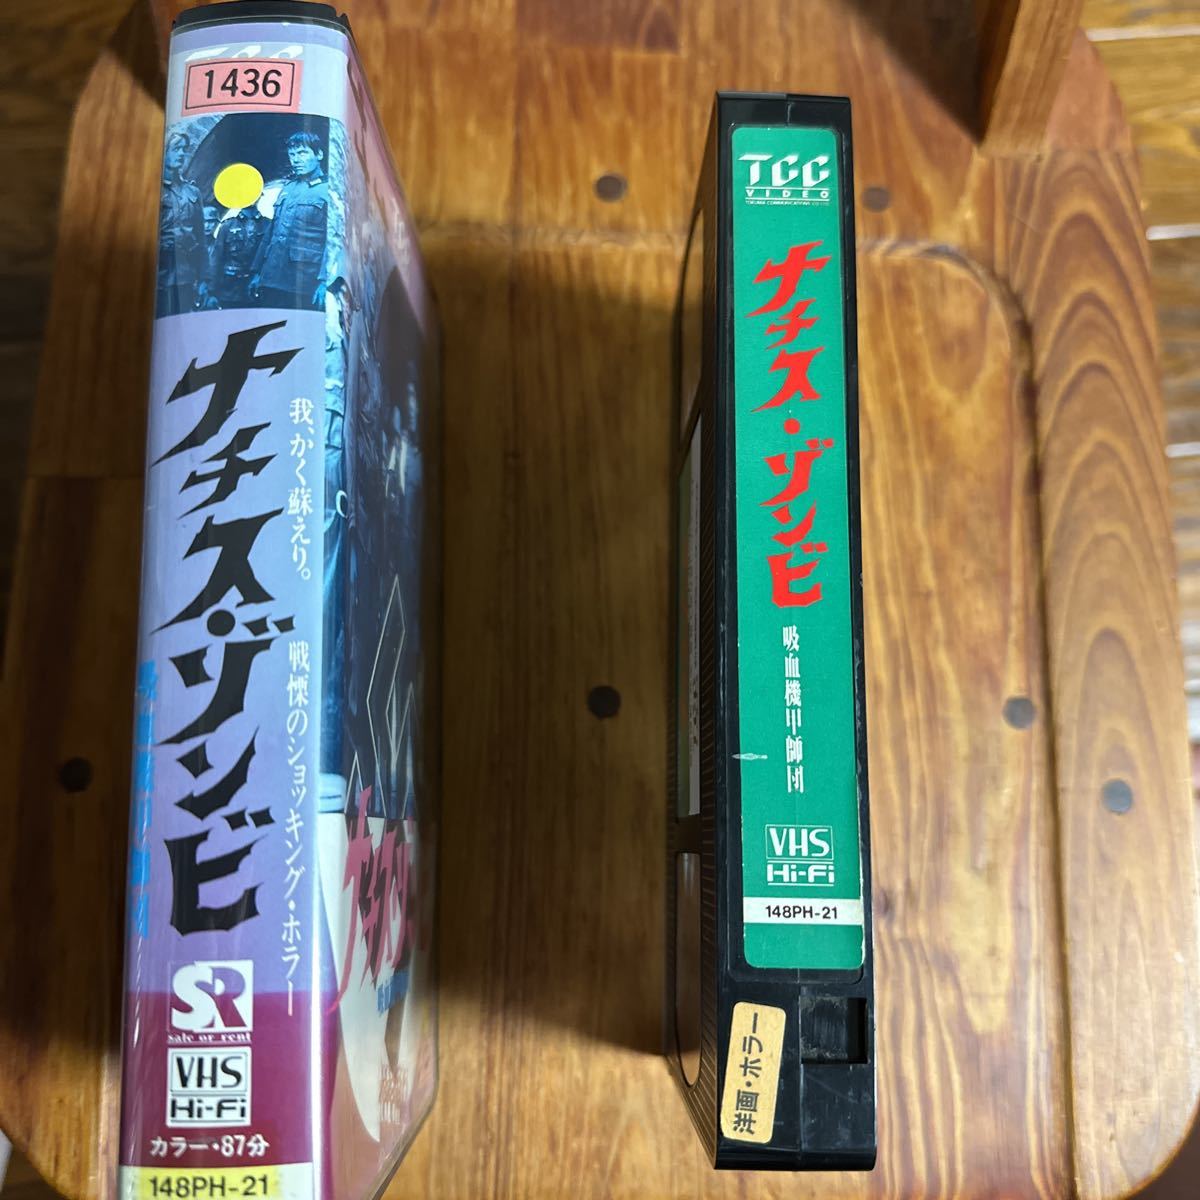 TCC
1436
ナチス・ゾンビ
我、かく蘇えり。
戦慄のショッキング・ホラー
SR
sale or rent
VHS
Hi-Fi
カラー・87分
148PH-21
TCC
VIDEO
ナチス・ゾンビ
吸血機甲師団
VHS
Hi-Fi
148PH-21
洋画・ホラー